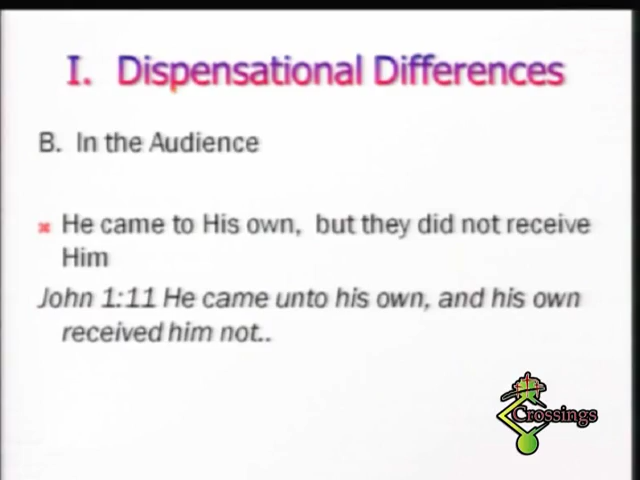 I. Dispensational Differences
B. In the Audience
He came to His own, but they did not receive
Him
John 1:11 He came unto his own, and his own
received him not..
Crossings